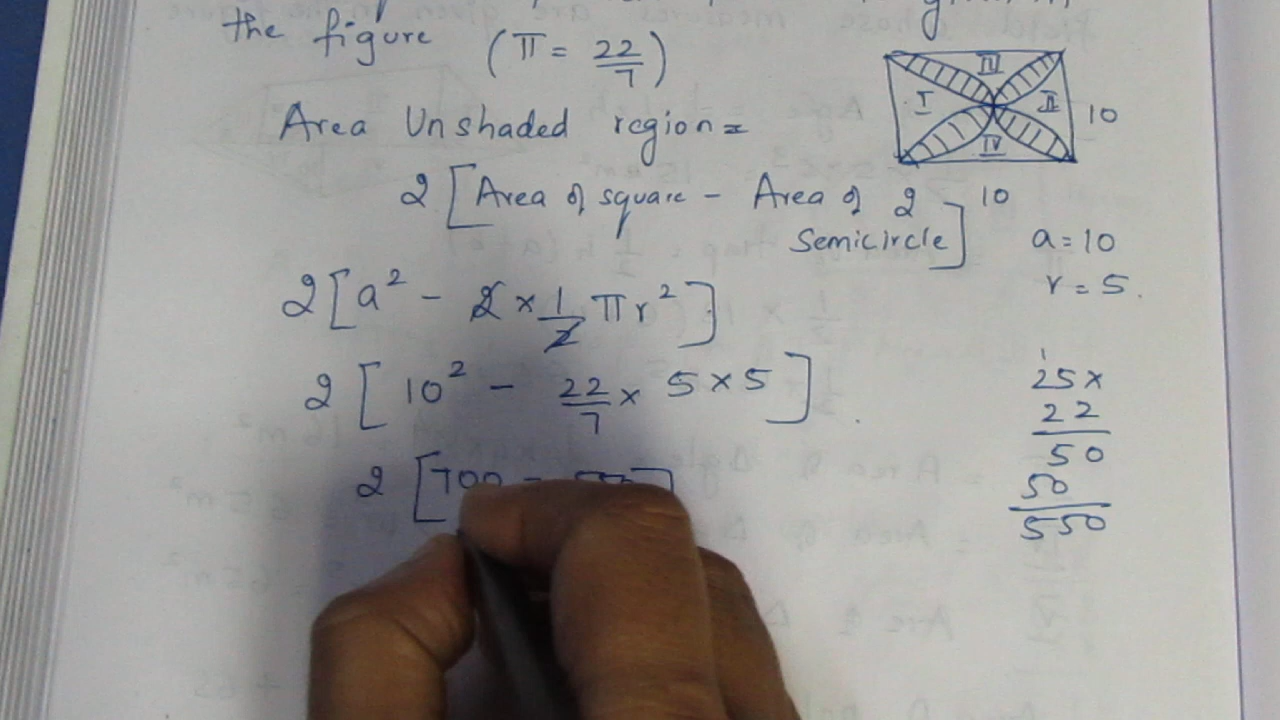 the figure (π = 22/7)
Area Unshaded region =
2 [Area of square - Area of 2
Semicircle]
I
II
III
IV
10
10
a = 10
r = 5.
2[a² - 2 × 1/2 πr²]
2 [10² - 22/7 × 5 × 5]
2 [700 -
25 ×
22
50
50
550